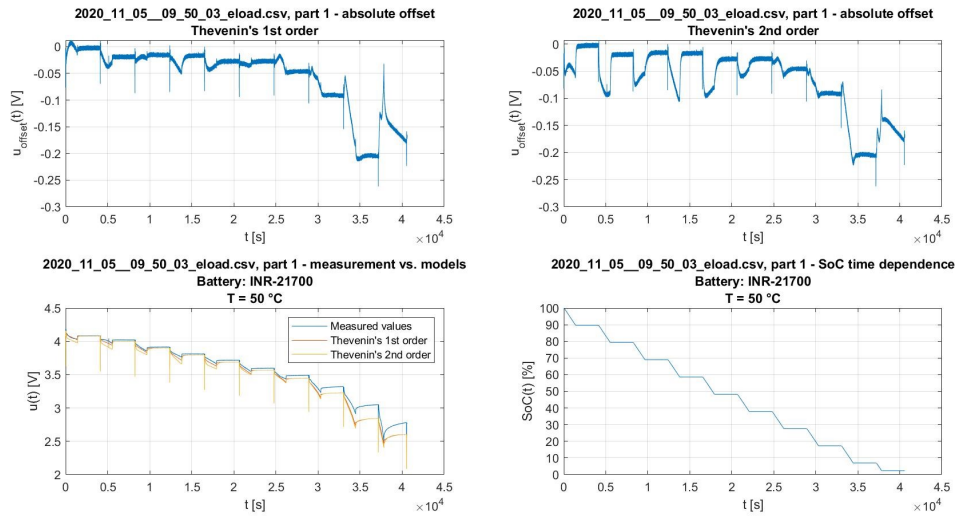 2020_11_05__09_50_03_eload.csv, part 1 - absolute offset
Thevenin's 1st order
0
-0.05
-0.1
-0.15
-0.2
-0.25
-0.3
u_offset(t) [V]
0 0.5 1 1.5 2 2.5 3 3.5 4 4.5
t [s]
×10^4
2020_11_05__09_50_03_eload.csv, part 1 - absolute offset
Thevenin's 2nd order
0
-0.05
-0.1
-0.15
-0.2
-0.25
-0.3
u_offset(t) [V]
0 0.5 1 1.5 2 2.5 3 3.5 4 4.5
t [s]
×10^4
2020_11_05__09_50_03_eload.csv, part 1 - measurement vs. models
Battery: INR-21700
T = 50 °C
4.5
4
3.5
3
2.5
2
u(t) [V]
Measured values
Thevenin's 1st order
Thevenin's 2nd order
0 0.5 1 1.5 2 2.5 3 3.5 4 4.5
t [s]
×10^4
2020_11_05__09_50_03_eload.csv, part 1 - SoC time dependence
Battery: INR-21700
T = 50 °C
100
90
80
70
60
50
40
30
20
10
0
SoC(t) [%]
0 0.5 1 1.5 2 2.5 3 3.5 4 4.5
t [s]
×10^4